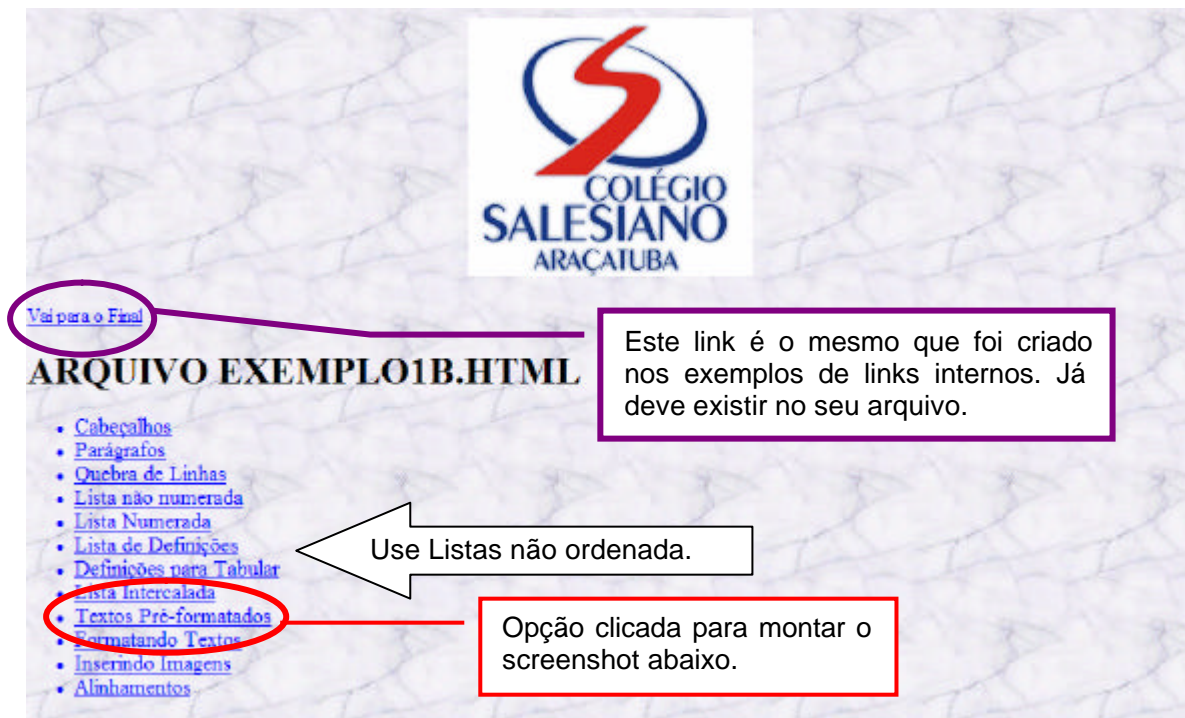 COLÉGIO
SALESIANO
ARAÇATUBA
Vai para o Final
Este link é o mesmo que foi criado
nos exemplos de links internos. Já
deve existir no seu arquivo.
ARQUIVO EXEMPLO1B.HTML
• Cabeçalhos
• Parágrafos
• Quebra de Linhas
• Lista não numerada
• Lista Numerada
• Lista de Definições
• Definições para Tabular
• Lista Intercalada
• Textos Pré-formatados
• Formatando Textos
• Inserindo Imagens
• Alinhamentos
Use Listas não ordenada.
Opção clicada para montar o
screenshot abaixo.